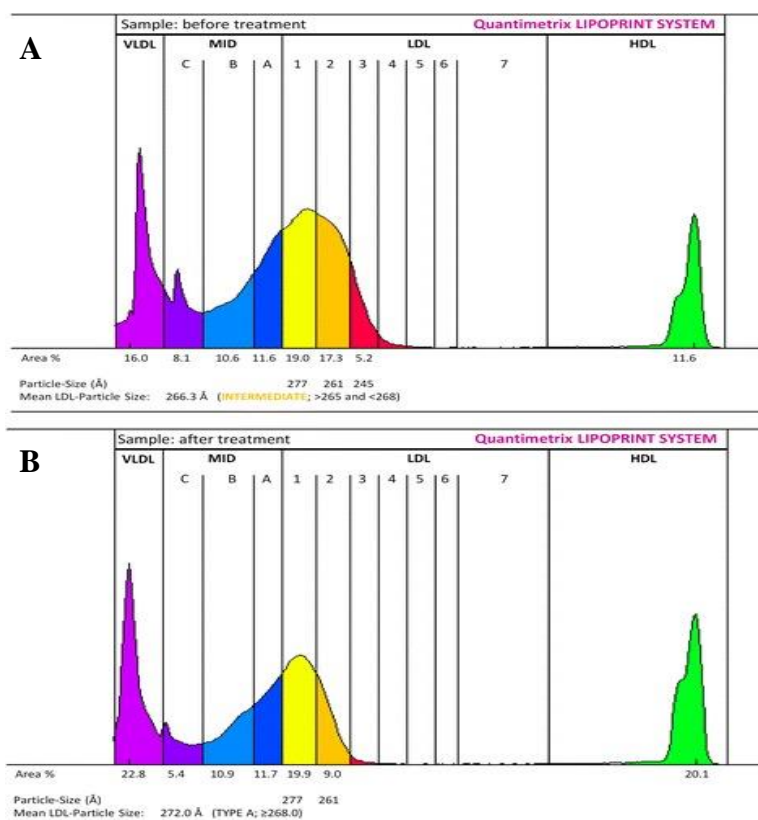 A
Sample: before treatment Quantimetrix LIPOPRINT SYSTEM
VLDL MID LDL HDL
C B A 1 2 3 4 5 6 7
Area % 16.0 8.1 10.6 11.6 19.0 17.3 5.2 11.6
Particle-Size (Å) 277 261 245
Mean LDL-Particle Size: 266.3 Å (INTERMEDIATE; >265 and <268)
B
Sample: after treatment Quantimetrix LIPOPRINT SYSTEM
VLDL MID LDL HDL
C B A 1 2 3 4 5 6 7
Area % 22.8 5.4 10.9 11.7 19.9 9.0 20.1
Particle-Size (Å) 277 261
Mean LDL-Particle Size: 272.0 Å (TYPE A; ≥268.0)